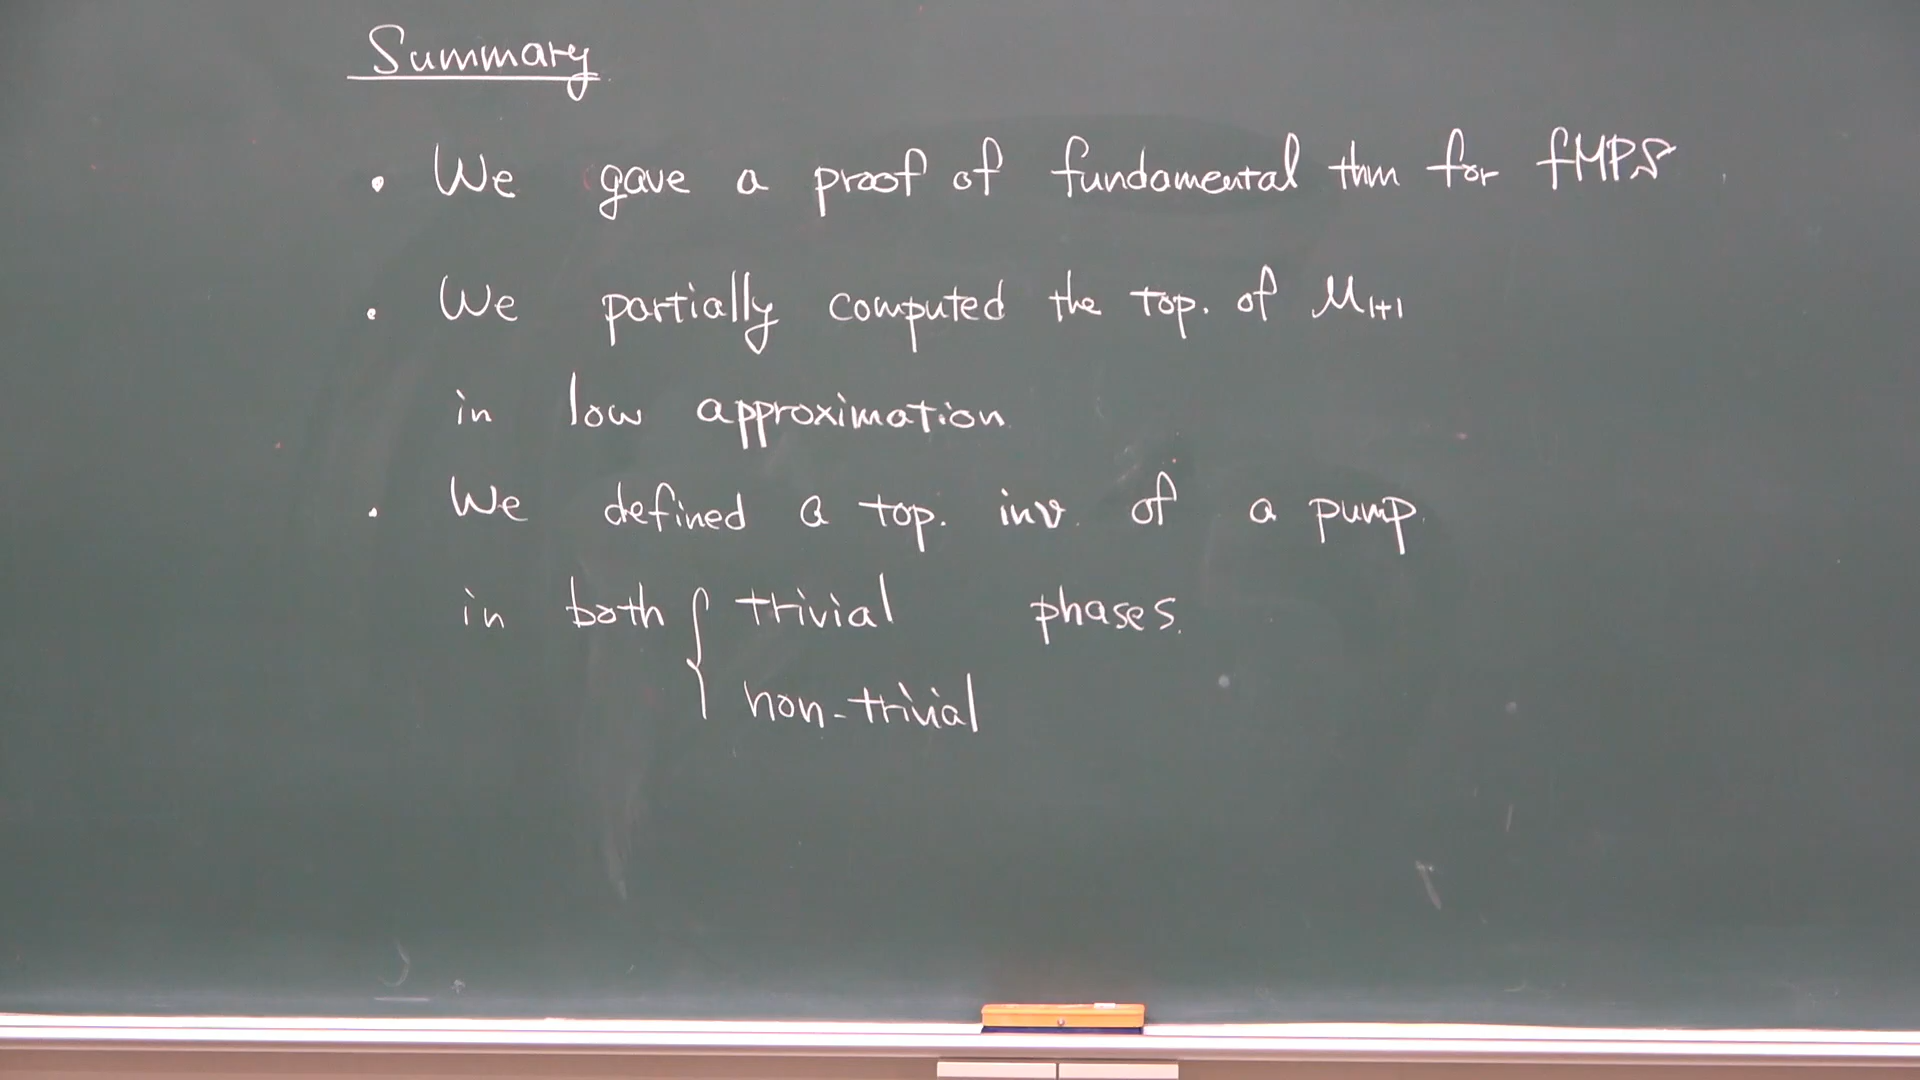 Summary
• We gave a proof of fundamental thm for fMPS
• We partially computed the top. of M1+1
in low approximation.
• We defined a top. inv. of a pump
in both { trivial phases.
non-trivial